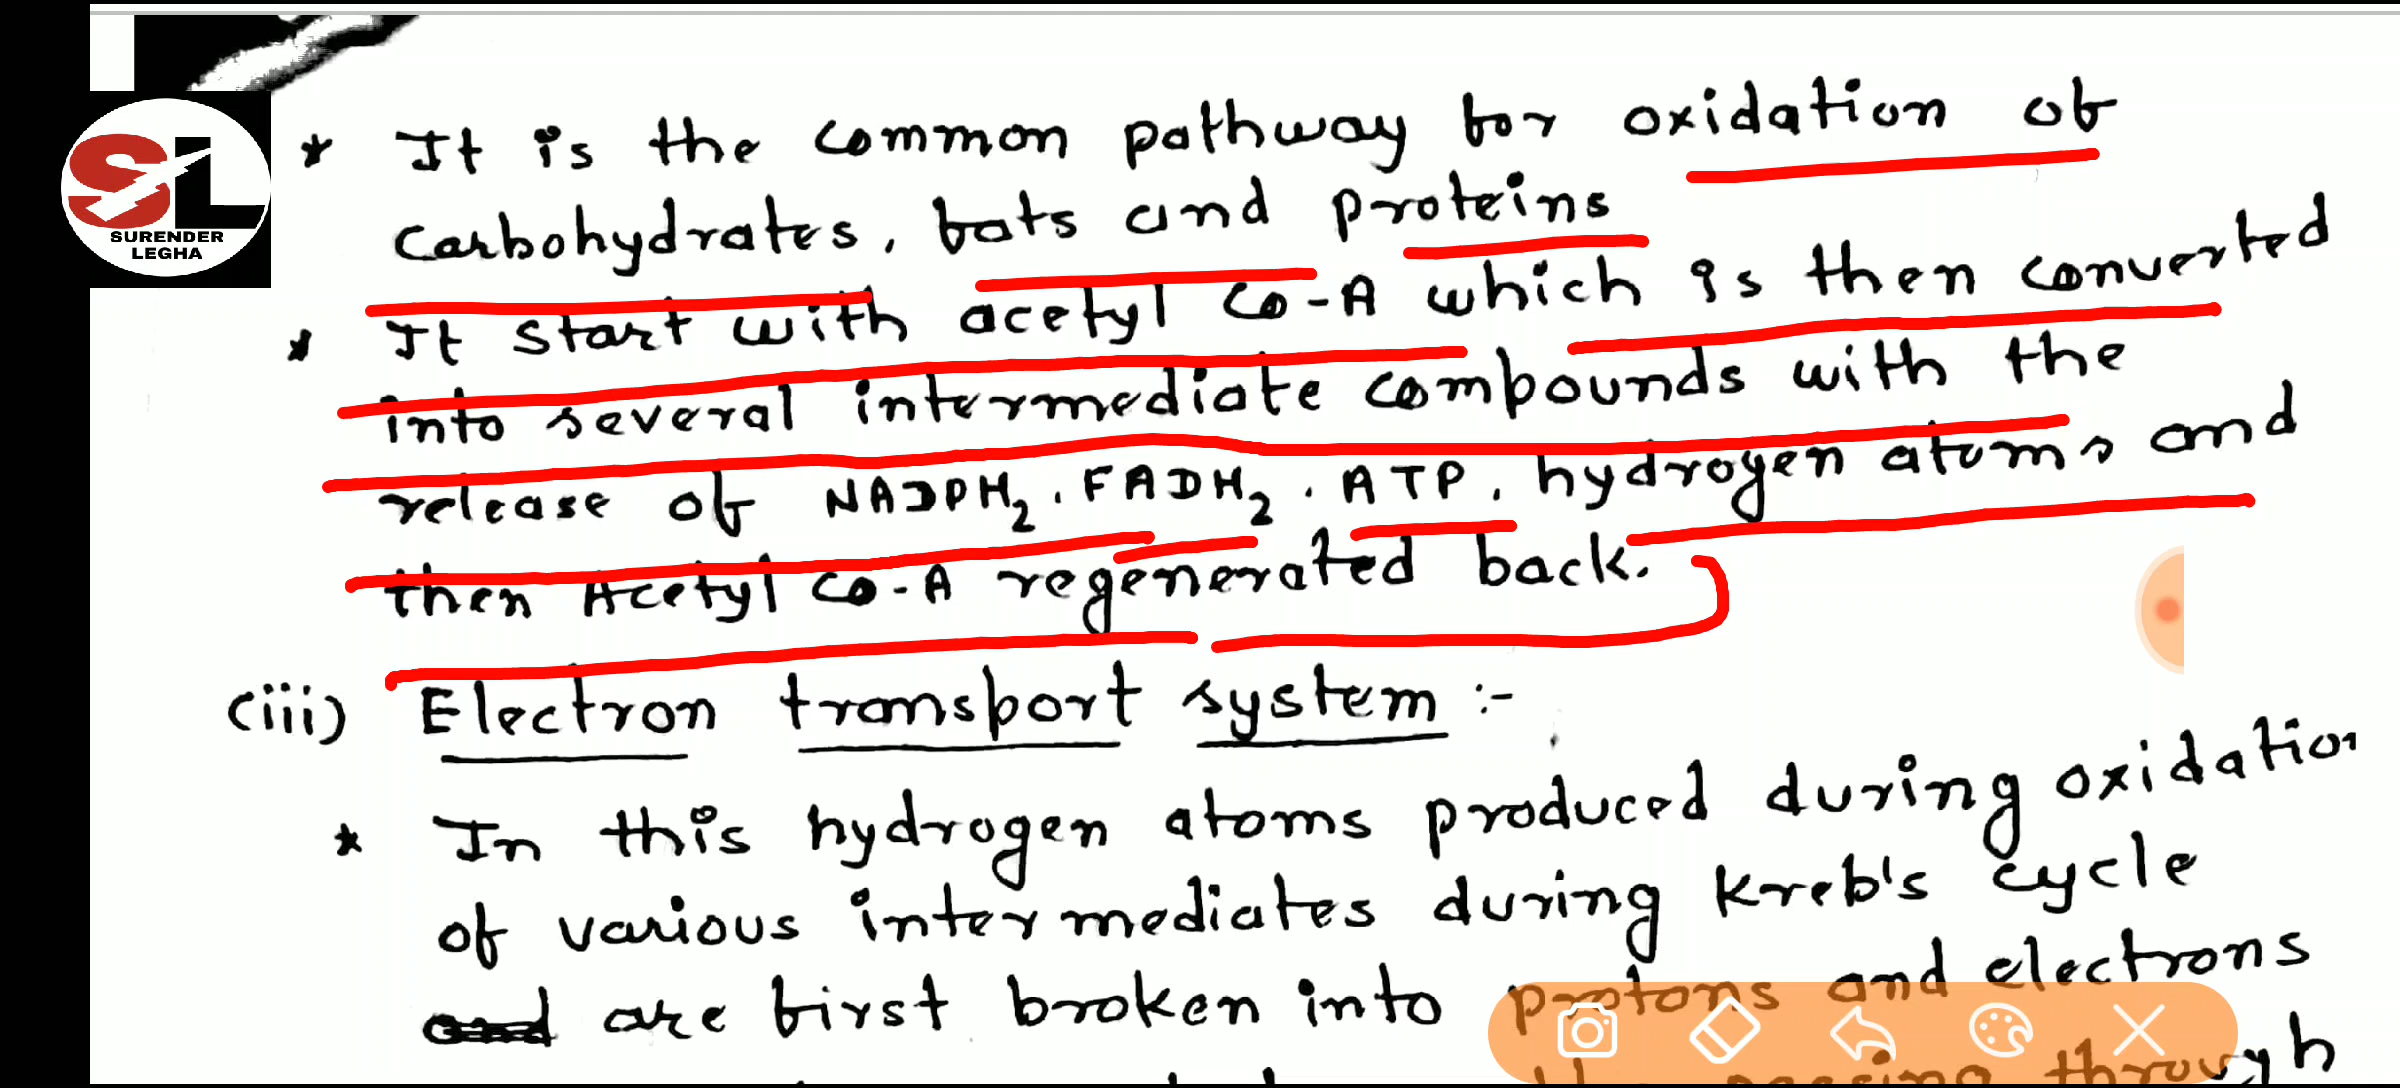 SL
SURENDER
LEGHA
* It is the common pathway for oxidation of
Carbohydrates, fats and proteins
* It start with acetyl Co-A which is then converted
into several intermediate compounds with the
release of NADPH2, FADH2, ATP, hydrogen atoms and
then Acetyl Co-A regenerated back.
(iii) Electron transport system :-
* In this hydrogen atoms produced during oxidation
of various intermediates during Kreb's cycle
are first broken into protons and electrons
passing through